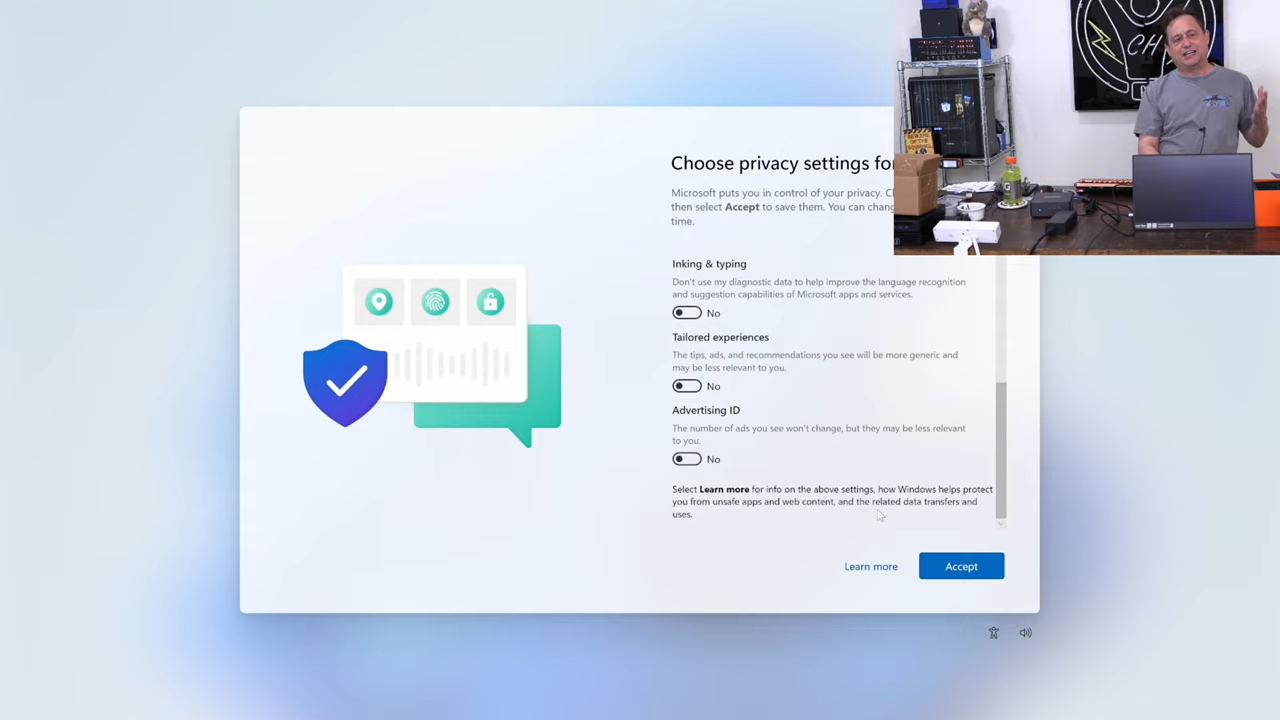 Choose privacy settings for
Microsoft puts you in control of your privacy.
then select Accept to save them. You can
time.
Inking & typing
Don't use my diagnostic data to help improve the language recognition
and suggestion capabilities of Microsoft apps and services.
No
Tailored experiences
The tips, ads, and recommendations you see will be more generic and
may be less relevant to you.
No
Advertising ID
The number of ads you see won't change, but they may be less relevant
to you.
No
Select Learn more for info on the above settings, how Windows helps protect
you from unsafe apps and web content, and the related data transfers and
uses.
Learn more
Accept
BEWARE
OF THE